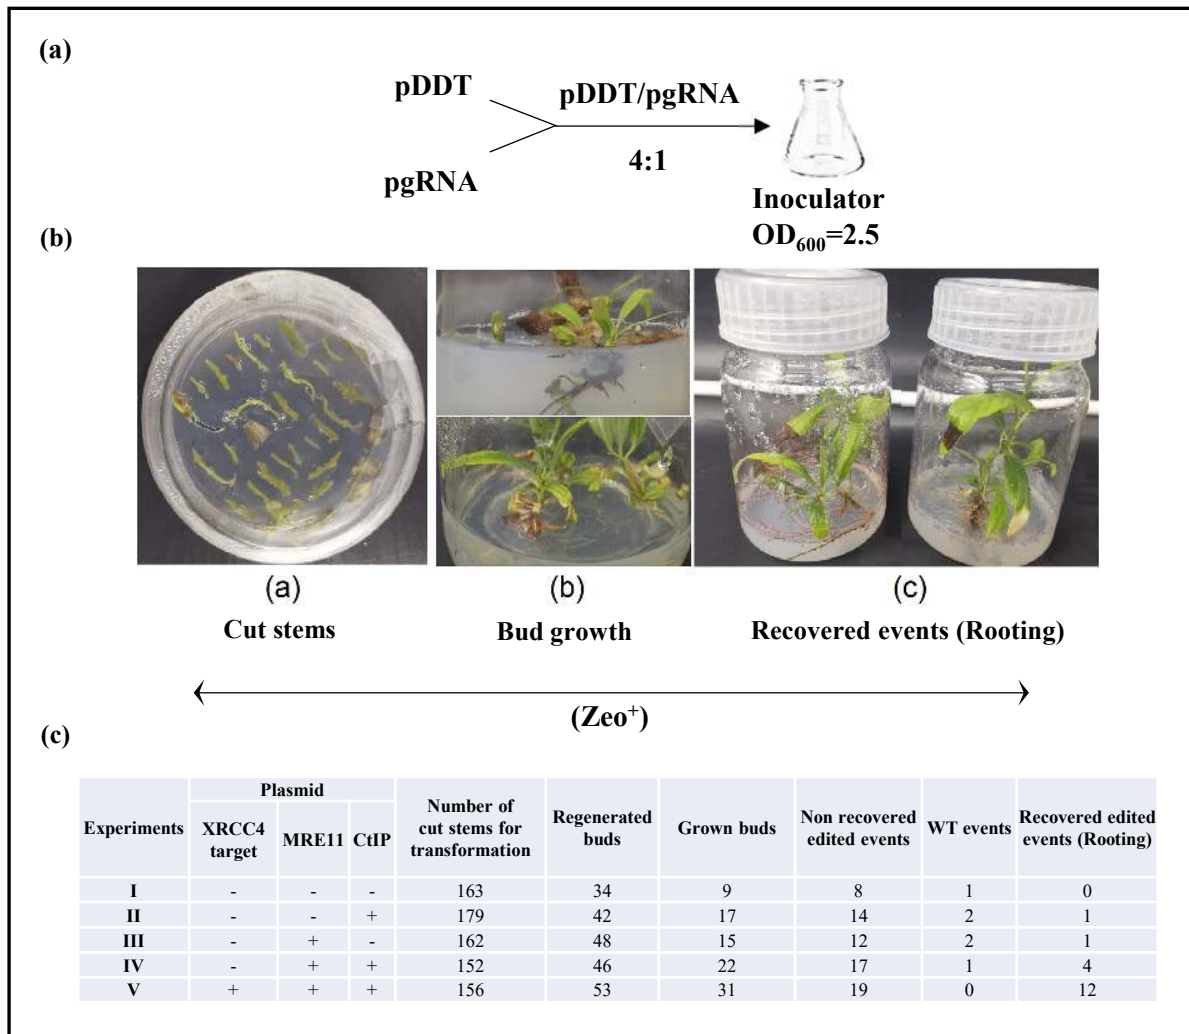 (a)
pDDT
pDDT/pgRNA
pgRNA
4:1
Inoculator
OD600=2.5
(b)
(a)
(b)
(c)
Cut stems
Bud growth
Recovered events (Rooting)
(Zeo+)
(c)
Experiments
Plasmid
XRCC4
target
MRE11
CtIP
Number of
cut stems for
transformation
Regenerated
buds
Grown buds
Non recovered
edited events
WT events
Recovered edited
events (Rooting)
I - - - 163 34 9 8 1 0
II - - + 179 42 17 14 2 1
III - + - 162 48 15 12 2 1
IV - + + 152 46 22 17 1 4
V + + + 156 53 31 19 0 12